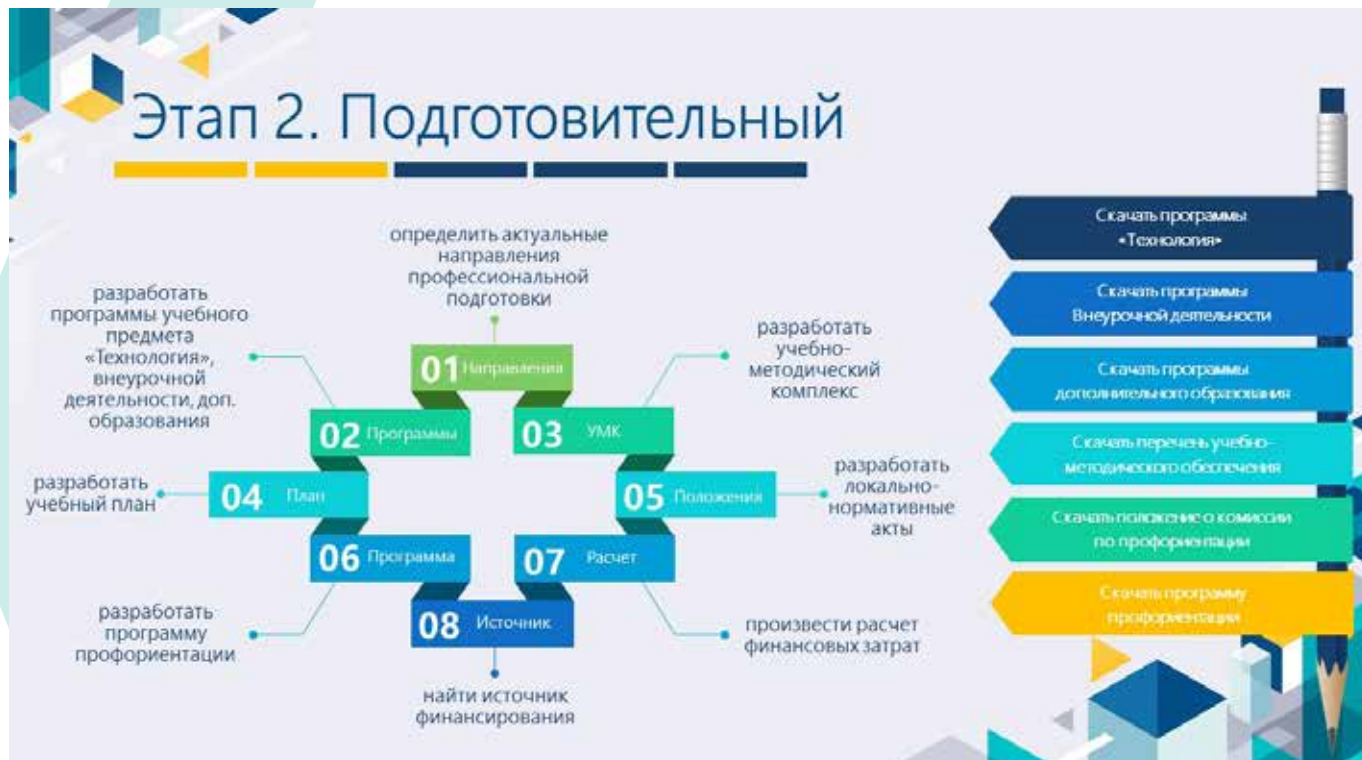 Этап 2. Подготовительный
определить актуальные
направления
профессиональной
подготовки
разработать
программы учебного
предмета
«Технология»,
внеурочной
деятельности, доп.
образования
разработать
учебно-
методический
комплекс
01 Направления
02 Программы
03 УМК
разработать
учебный план
04 План
05 Положения
разработать
локально-
нормативные
акты
06 Программа
07 Расчет
разработать
программу
профориентации
08 Источник
произвести расчет
финансовых затрат
найти источник
финансирования
Скачать программы
«Технология»
Скачать программы
Внеурочной деятельности
Скачать программы
дополнительного образования
Скачать перечень учебно-
методического обеспечения
Скачать положение о комиссии
по профориентации
Скачать программу
профориентации